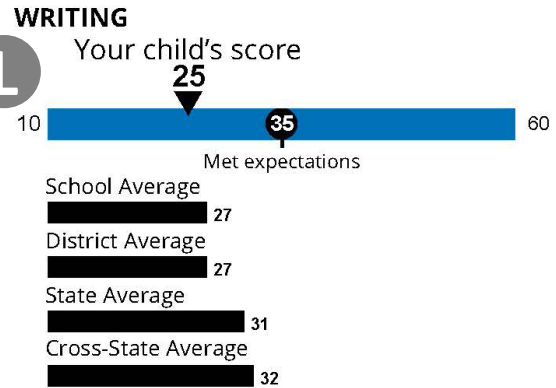 WRITING
1
Your child's score
25
10
35
60
Met expectations
School Average
27
District Average
27
State Average
31
Cross-State Average
32